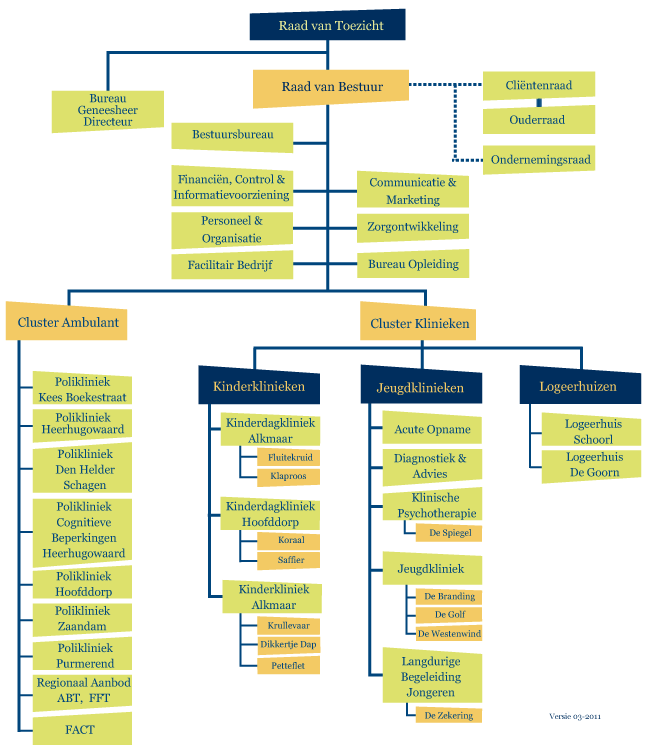 Raad van Toezicht
Raad van Bestuur
Bureau
Geneesheer
Directeur
Cliëntenraad
Ouderraad
Ondernemingsraad
Bestuursbureau
Financiën, Control &
Informatievoorziening
Communicatie &
Marketing
Personeel &
Organisatie
Zorgontwikkeling
Facilitair Bedrijf
Bureau Opleiding
Cluster Ambulant
Polikliniek
Kees Boekestraat
Polikliniek
Heerhugowaard
Polikliniek
Den Helder
Schagen
Polikliniek
Cognitieve
Beperkingen
Heerhugowaard
Polikliniek
Hoofddorp
Polikliniek
Zaandam
Polikliniek
Purmerend
Regionaal Aanbod
ABT, FFT
FACT
Cluster Klinieken
Kinderklinieken
Kinderdagkliniek
Alkmaar
Fluitekruid
Klaproos
Kinderdagkliniek
Hoofddorp
Koraal
Saffier
Kinderkliniek
Alkmaar
Krullevaar
Dikkertje Dap
Petteflet
Jeugdklinieken
Acute Opname
Diagnostiek &
Advies
Klinische
Psychotherapie
De Spiegel
Jeugdkliniek
De Branding
De Golf
De Westenwind
Langdurige
Begeleiding
Jongeren
De Zekering
Logeerhuizen
Logeerhuis
Schoorl
Logeerhuis
De Goorn
Versie 03-2011